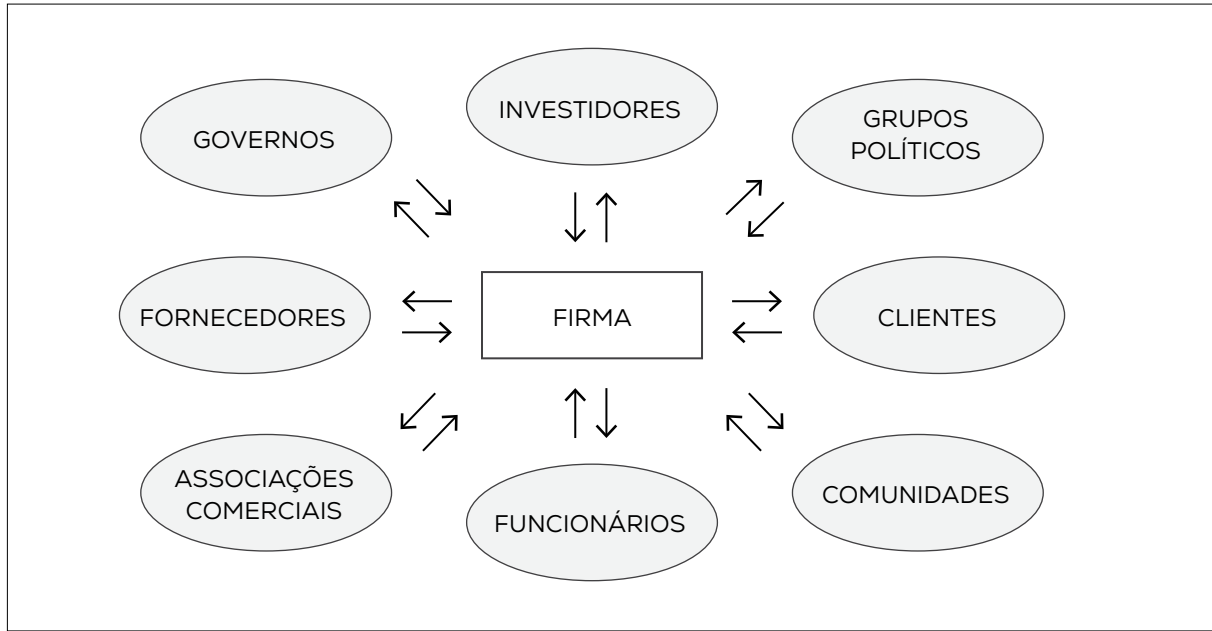 INVESTIDORES
GOVERNOS
GRUPOS
POLÍTICOS
FORNECEDORES
FIRMA
CLIENTES
ASSOCIAÇÕES
COMERCIAIS
FUNCIONÁRIOS
COMUNIDADES